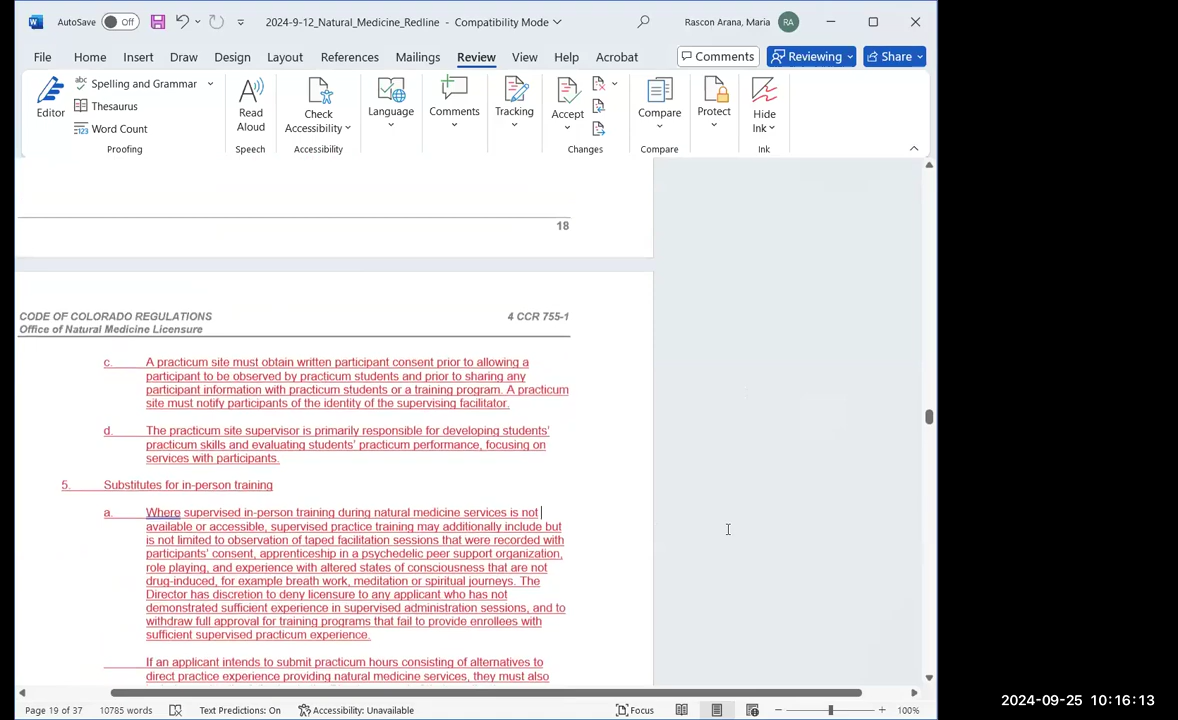 AutoSave Off 2024-9-12_Natural_Medicine_Redline - Compatibility Mode Rascon Arana, Maria RA
File Home Insert Draw Design Layout References Mailings Review View Help Acrobat Comments Reviewing Share
Editor
abc Spelling and Grammar
Thesaurus
123 Word Count
Proofing
Read Aloud
Speech
Check Accessibility
Accessibility
Language
Comments
Tracking
Accept
Changes
Compare
Compare
Protect
Hide Ink
Ink
18
CODE OF COLORADO REGULATIONS 4 CCR 755-1
Office of Natural Medicine Licensure
c. A practicum site must obtain written participant consent prior to allowing a
participant to be observed by practicum students and prior to sharing any
participant information with practicum students or a training program. A practicum
site must notify participants of the identity of the supervising facilitator.
d. The practicum site supervisor is primarily responsible for developing students'
practicum skills and evaluating students' practicum performance, focusing on
services with participants.
5. Substitutes for in-person training
a. Where supervised in-person training during natural medicine services is not
available or accessible, supervised practice training may additionally include but
is not limited to observation of taped facilitation sessions that were recorded with
participants' consent, apprenticeship in a psychedelic peer support organization,
role playing, and experience with altered states of consciousness that are not
drug-induced, for example breath work, meditation or spiritual journeys. The
Director has discretion to deny licensure to any applicant who has not
demonstrated sufficient experience in supervised administration sessions, and to
withdraw full approval for training programs that fail to provide enrollees with
sufficient supervised practicum experience.
If an applicant intends to submit practicum hours consisting of alternatives to
direct practice experience providing natural medicine services, they must also
Page 19 of 37 10785 words Text Predictions: On Accessibility: Unavailable Focus 100%
2024-09-25 10:16:13